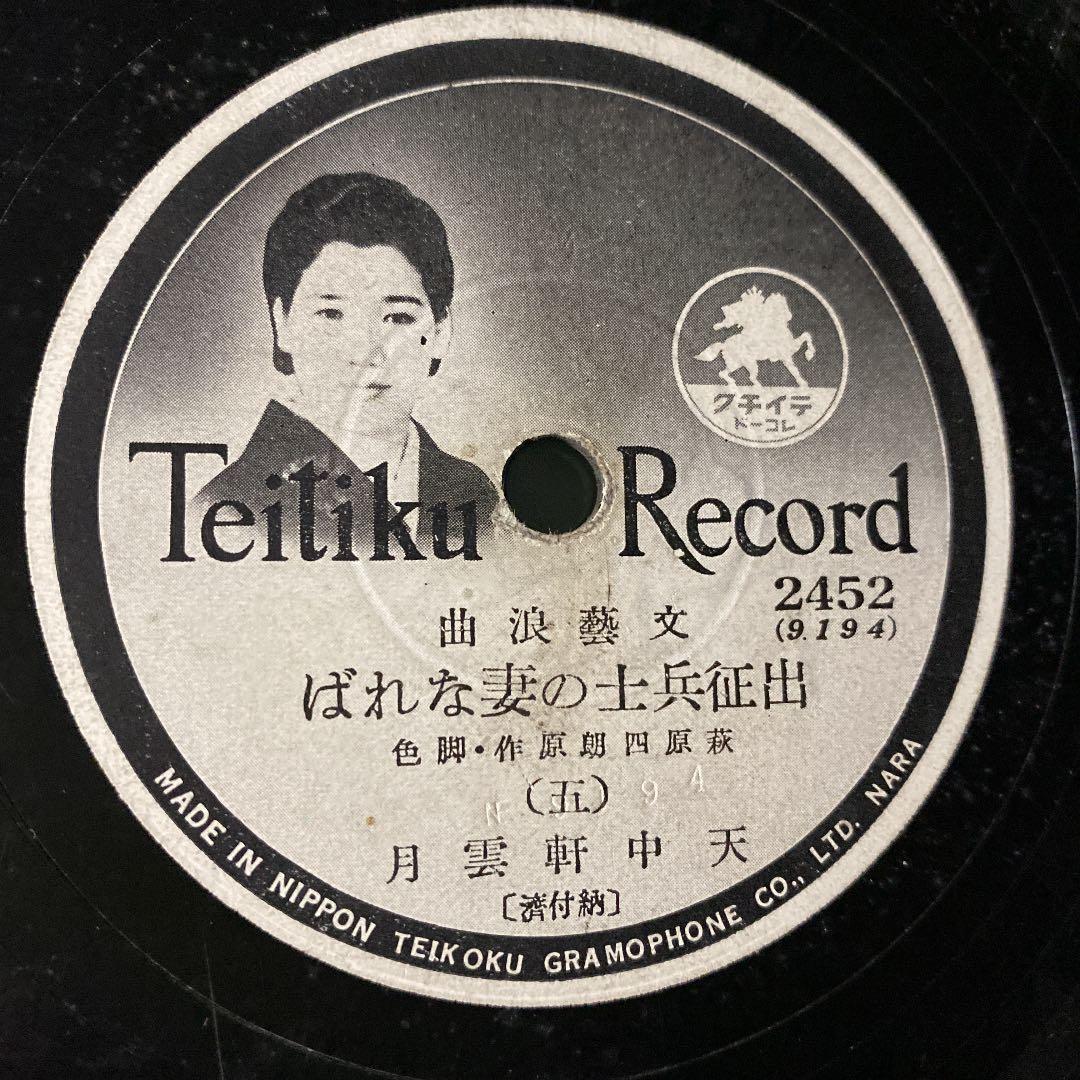 テイチク
レコード
Teitiku Record
2452
(9.194)
文藝浪曲
出征兵士の妻なれば
萩原四朗原作・脚色
(五)
天中軒雲月
[納付濟]
MADE IN NIPPON TEIKOKU GRAMOPHONE CO., LTD. NARA